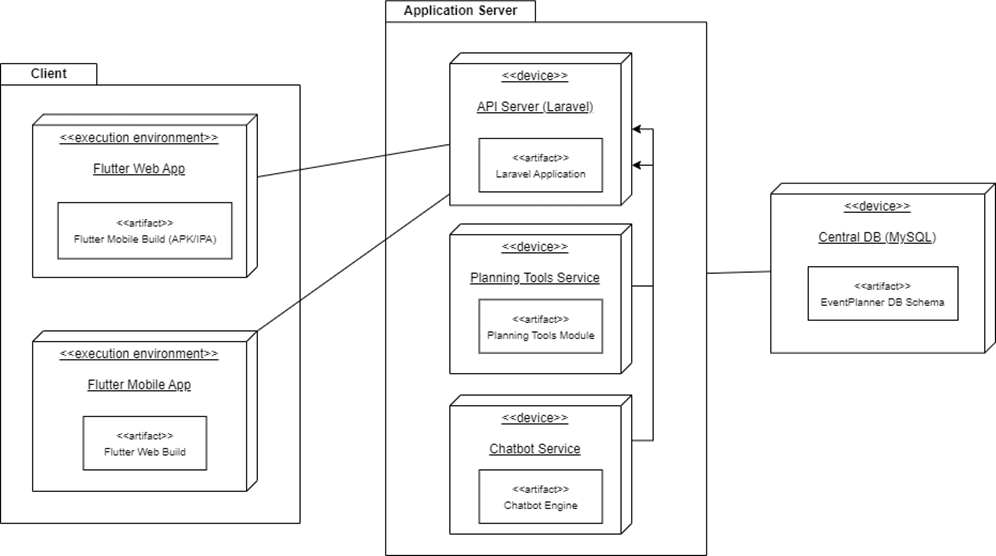 Client
<<execution environment>>
Flutter Web App
<<artifact>>
Flutter Mobile Build (APK/IPA)
<<execution environment>>
Flutter Mobile App
<<artifact>>
Flutter Web Build
Application Server
<<device>>
API Server (Laravel)
<<artifact>>
Laravel Application
<<device>>
Planning Tools Service
<<artifact>>
Planning Tools Module
<<device>>
Chatbot Service
<<artifact>>
Chatbot Engine
<<device>>
Central DB (MySQL)
<<artifact>>
EventPlanner DB Schema